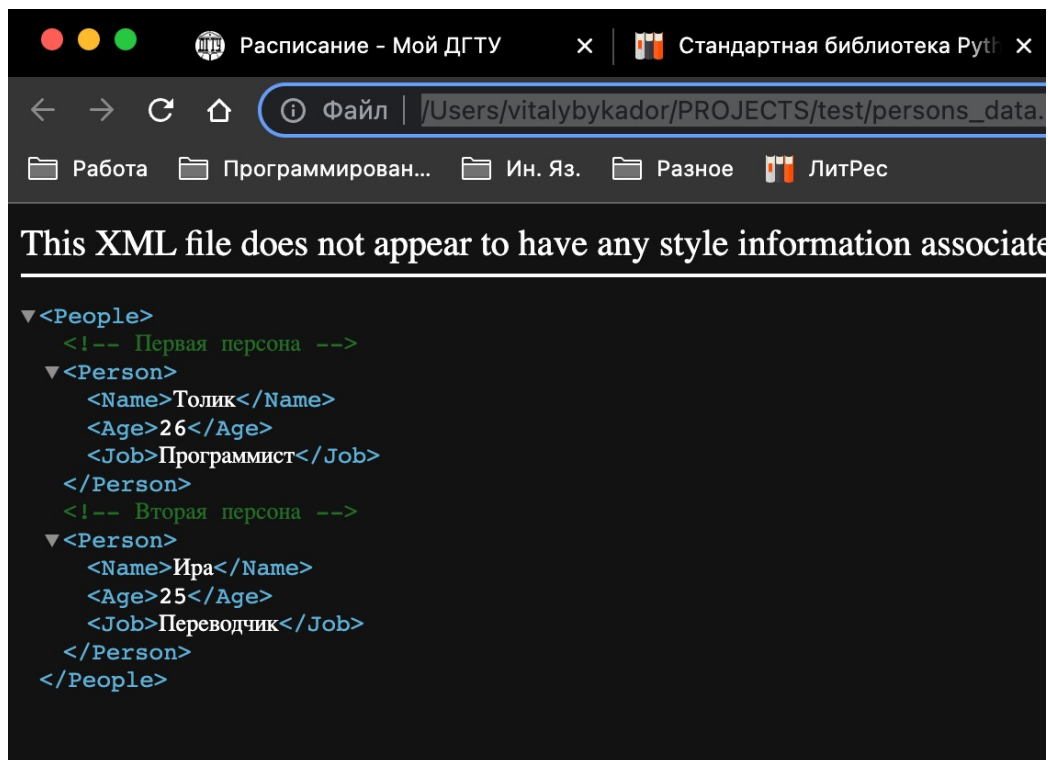 Расписание - Мой ДГТУ
Стандартная библиотека Pyth
Файл | /Users/vitalybykador/PROJECTS/test/persons_data.
Работа Программирован... Ин. Яз. Разное ЛитРес
This XML file does not appear to have any style information associate
<People>
<!-- Первая персона -->
<Person>
<Name>Толик</Name>
<Age>26</Age>
<Job>Программист</Job>
</Person>
<!-- Вторая персона -->
<Person>
<Name>Ира</Name>
<Age>25</Age>
<Job>Переводчик</Job>
</Person>
</People>